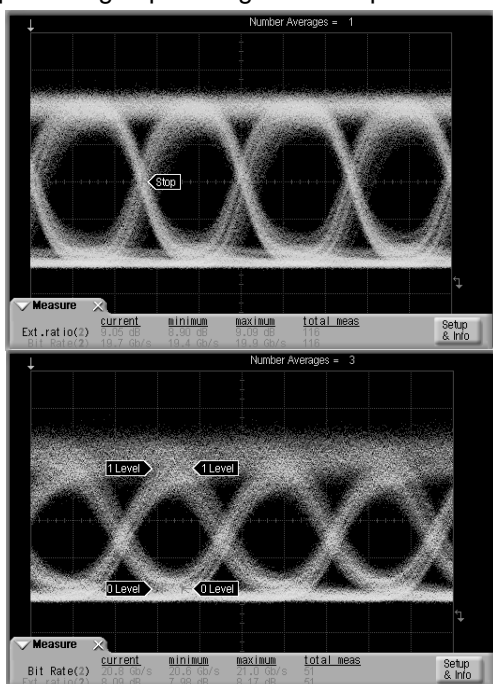 Number Averages = 1
Stop
Measure
current minimum maximum total meas
Ext.ratio(2) 9.05 dB 8.90 dB 9.09 dB 116
Bit Rate(2) 19.7 Gb/s 19.4 Gb/s 19.9 Gb/s 116
Setup
& Info
Number Averages = 3
1 Level 1 Level
0 Level 0 Level
Measure
current minimum maximum total meas
Bit Rate(2) 20.8 Gb/s 20.6 Gb/s 21.0 Gb/s 51
Ext.ratio(2) 8.09 dB 7.98 dB 8.17 dB 51
Setup
& Info